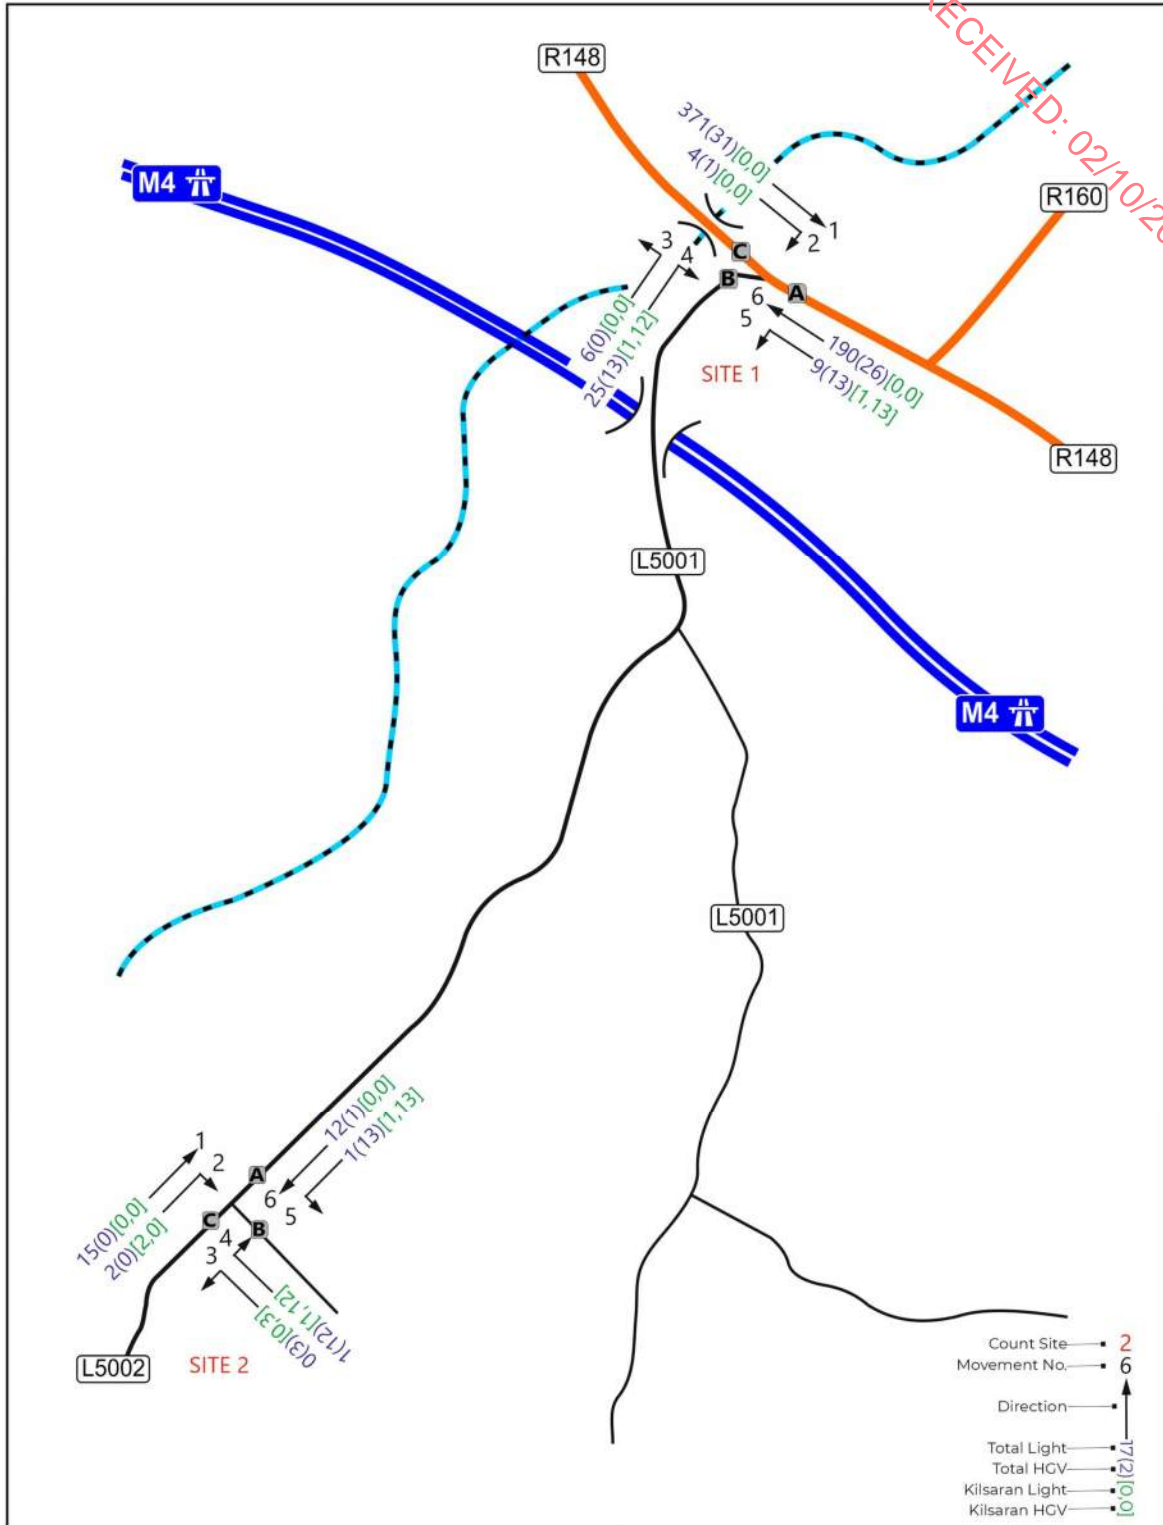 RECEIVED: 02/10/20
R148
371(31)[0,0]
4(1)[0,0]
1
2
M4
R160
3
4
C
B
A
6
5
6(0)[0,0]
25(13)[1,12]
190(26)[0,0]
9(13)[1,13]
SITE 1
R148
L5001
M4
L5001
12(1)[0,0]
1(13)[1,13]
1
2
A
6
5
15(0)[0,0]
2(0)[2,0]
C
4
B
3
1(12)[1,12]
0(3)[0,3]
L5002
SITE 2
Count Site 2
Movement No. 6
Direction
Total Light
Total HGV
Kilsaran Light
Kilsaran HGV
17(2)[0,0]